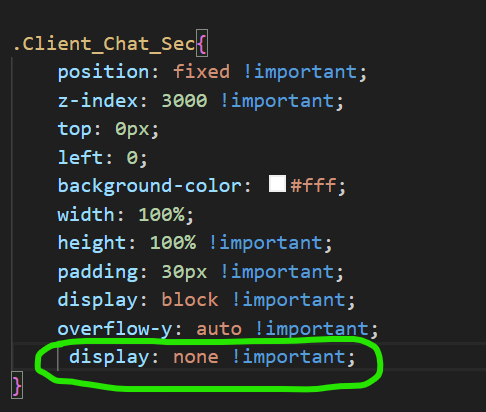 .Client_Chat_Sec{
position: fixed !important;
z-index: 3000 !important;
top: 0px;
left: 0;
background-color: #fff;
width: 100%;
height: 100% !important;
padding: 30px !important;
display: block !important;
overflow-y: auto !important;
display: none !important;
}